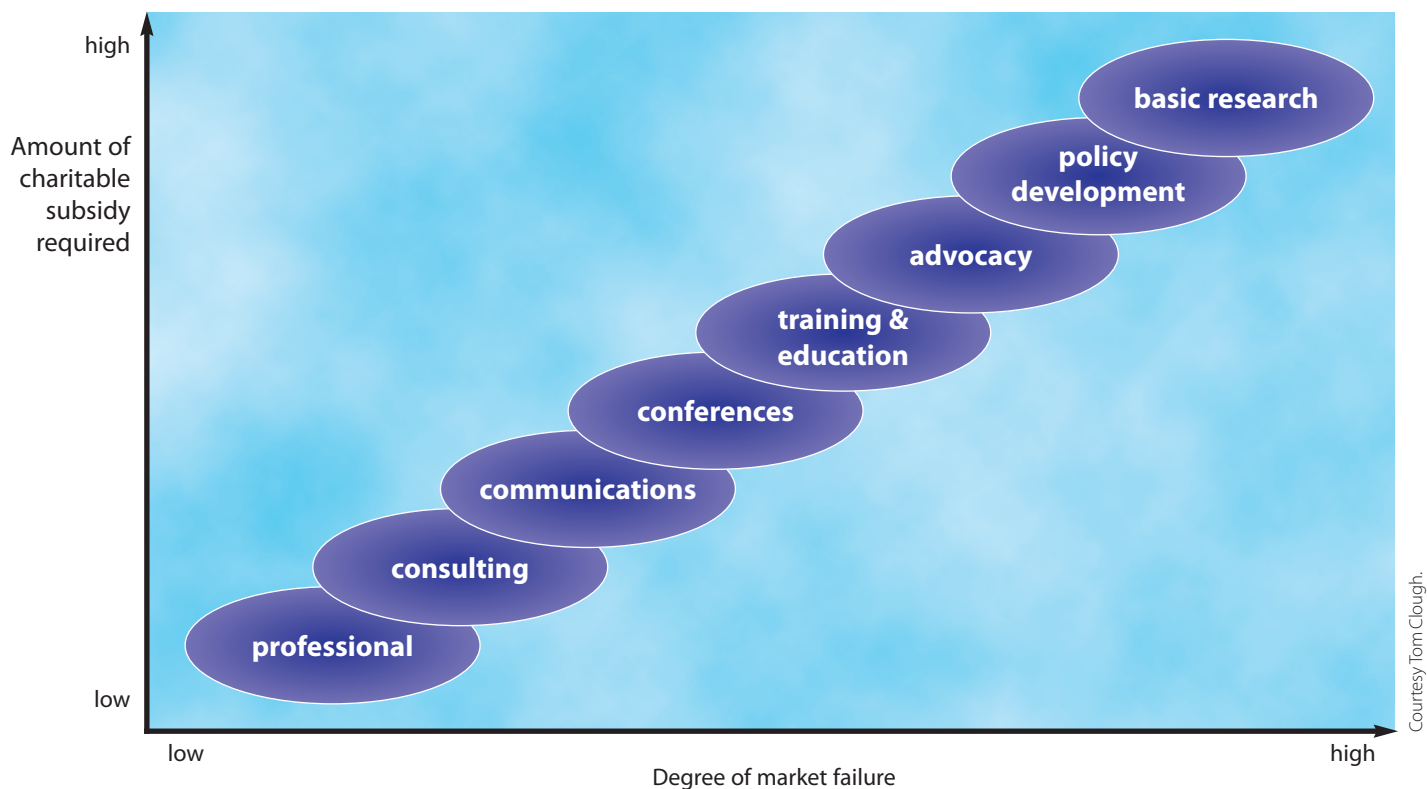 high
Amount of
charitable
subsidy
required
low
basic research
policy
development
advocacy
training &
education
conferences
communications
consulting
professional
low
high
Degree of market failure
Courtesy Tom Clough.